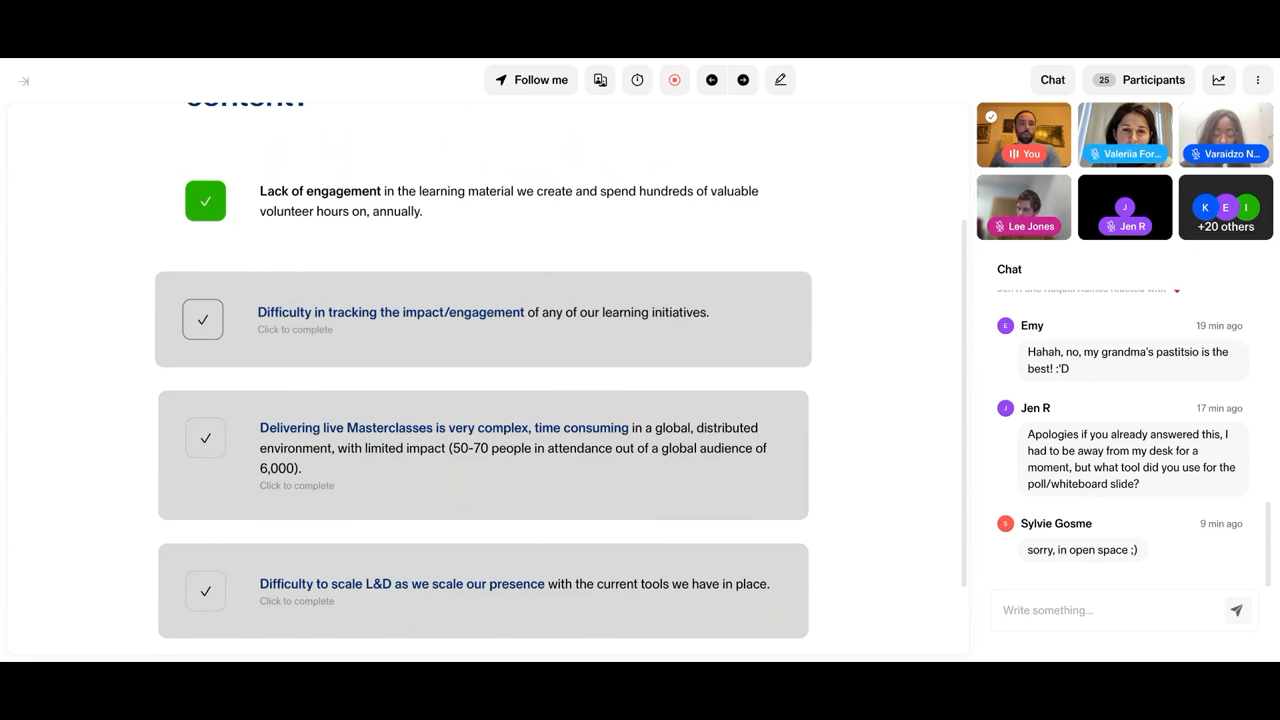 Follow me
Chat
25 Participants
content?
Lack of engagement in the learning material we create and spend hundreds of valuable
volunteer hours on, annually.
Difficulty in tracking the impact/engagement of any of our learning initiatives.
Click to complete
Delivering live Masterclasses is very complex, time consuming in a global, distributed
environment, with limited impact (50-70 people in attendance out of a global audience of
6,000).
Click to complete
Difficulty to scale L&D as we scale our presence with the current tools we have in place.
Click to complete
You
Valeriia For...
Varaidzo N...
Lee Jones
J
Jen R
K E I
+20 others
Chat
E Emy 19 min ago
Hahah, no, my grandma's pastitsio is the
best! :'D
J Jen R 17 min ago
Apologies if you already answered this, I
had to be away from my desk for a
moment, but what tool did you use for the
poll/whiteboard slide?
S Sylvie Gosme 9 min ago
sorry, in open space ;)
Write something...